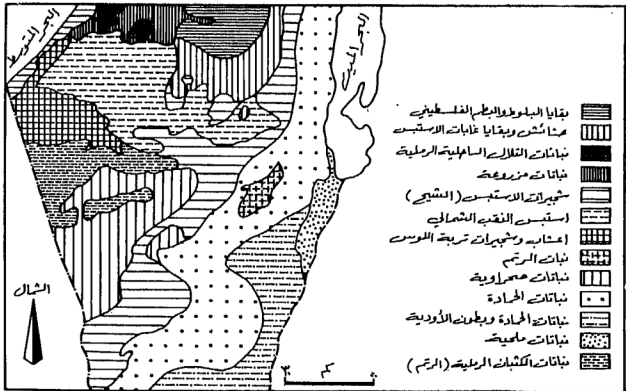 البحر المتوسط
البحر الميت
بقايا البلوط والبطم الفلسطيني
حشائش وبقايا غابات الاستبس
نباتات التلال الساحلية الرملية
نباتات مزروعة
شجيرات الاستبس (الشيح)
استبس النقب الشمالي
اعشاب وشجيرات تربة اللوس
نبات الرتم
نباتات صحراوية
نباتات الحمادة
نباتات الحمادة وبطون الأودية
نباتات ملحية
نباتات الكثبان الرملية (الرتم)
الشمال
كم